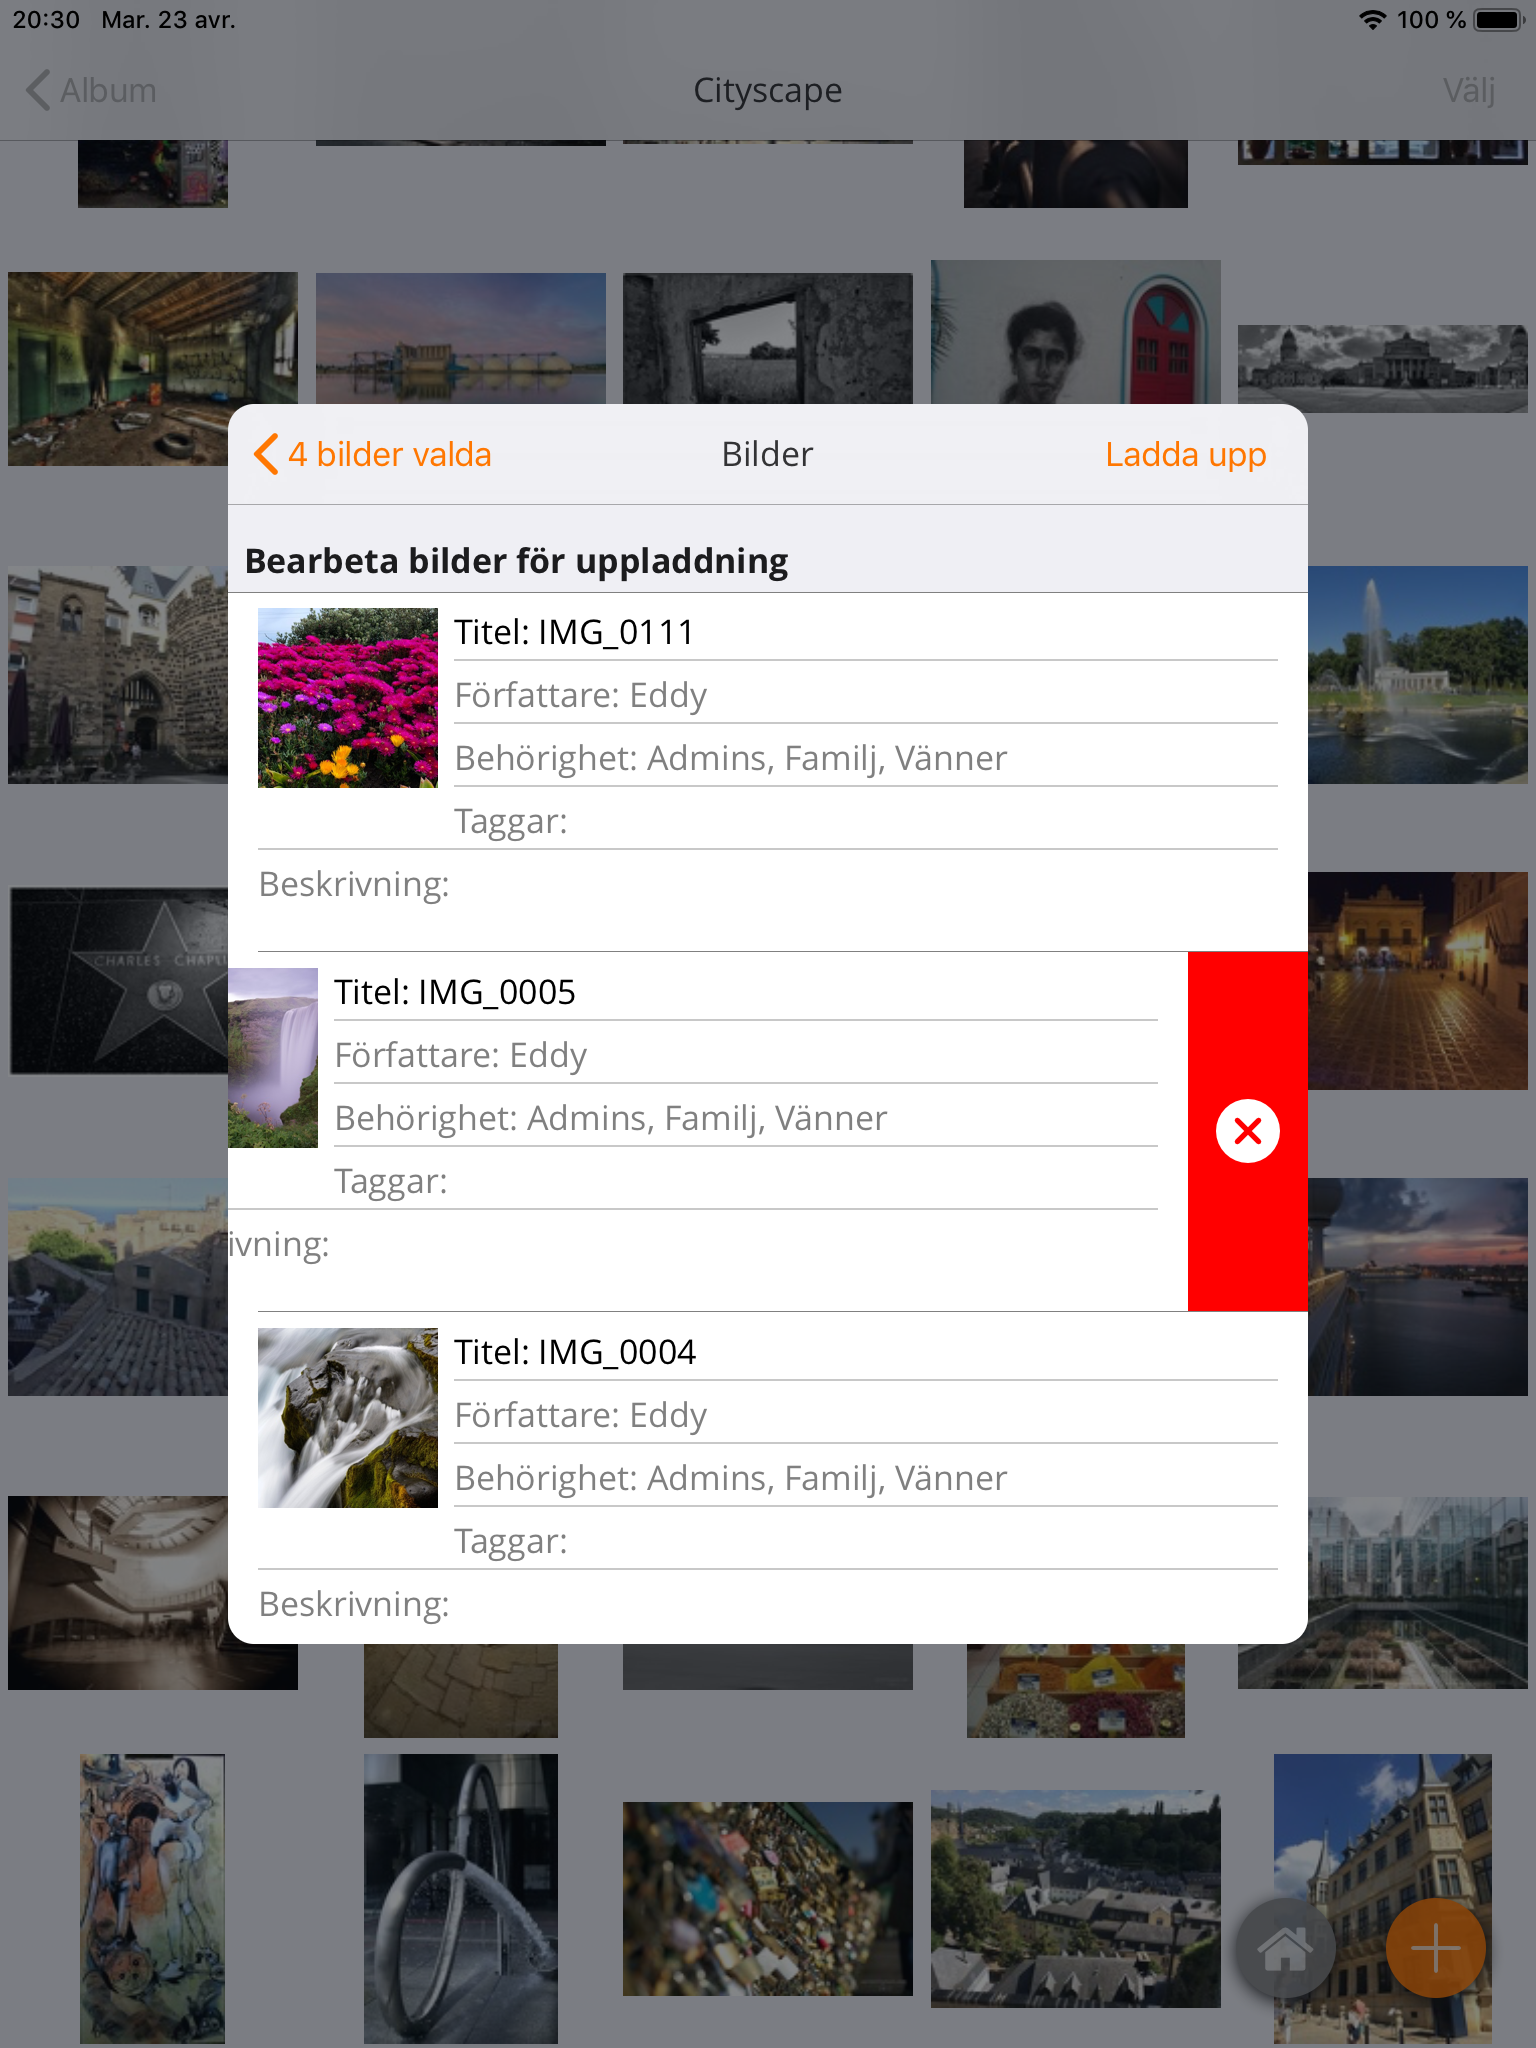 20:30 Mar. 23 avr. 100 %
Album Cityscape Välj
4 bilder valda Bilder Ladda upp
Bearbeta bilder för uppladdning
Titel: IMG_0111
Författare: Eddy
Behörighet: Admins, Familj, Vänner
Taggar:
Beskrivning:
CHARLES CHAPL
Titel: IMG_0005
Författare: Eddy
Behörighet: Admins, Familj, Vänner
Taggar:
ivning:
Titel: IMG_0004
Författare: Eddy
Behörighet: Admins, Familj, Vänner
Taggar:
Beskrivning: